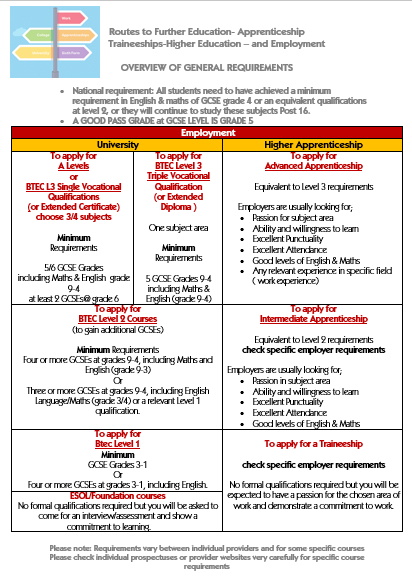 Routes to Further Education- Apprenticeship
Traineeships-Higher Education – and Employment
OVERVIEW OF GENERAL REQUIREMENTS
• National requirement: All students need to have achieved a minimum
requirement in English & maths of GCSE grade 4 or an equivalent qualifications
at level 2, or they will continue to study these subjects Post 16.
• A GOOD PASS GRADE at GCSE LEVEL IS GRADE 5
Employment
University
Higher Apprenticeship
To apply for
A Levels
or
BTEC L3 Single Vocational
Qualifications
(or Extended Certificate)
choose 3/4 subjects
Minimum
Requirements
5/6 GCSE Grades
including Maths & English grade
9-4
at least 2 GCSEs@ grade 6
To apply for
BTEC Level 3
Triple Vocational
Qualification
(or Extended
Diploma )
One subject area
Minimum
Requirements
5 GCSE Grades 9-4
including Maths &
English (grade 9-4)
To apply for
Advanced Apprenticeship
Equivalent to Level 3 requirements
Employers are usually looking for;
• Passion for subject area
• Ability and willingness to learn
• Excellent Punctuality
• Excellent Attendance
• Good levels of English & Maths
• Any relevant experience in specific field
( work experience)
To apply for
BTEC Level 2 Courses
(to gain additional GCSEs)
Minimum Requirements
Four or more GCSEs at grades 9-4, including Maths and
English (grade 9-3)
Or
Three or more GCSEs at grades 9-4, including English
Language/Maths (grade 3/4) or a relevant Level 1
qualification.
To apply for
Intermediate Apprenticeship
Equivalent to Level 2 requirements
check specific employer requirements
Employers are usually looking for;
• Passion in subject area
• Ability and willingness to learn
• Excellent Punctuality
• Excellent Attendance
• Good levels of English & Maths
To apply for
Btec Level 1
Minimum
GCSE Grades 3-1
Or
Four or more GCSEs at grades 3-1, including English.
ESOL/Foundation courses
No formal qualifications required but you will be asked to
come for an interview/assessment and show a
commitment to learning.
To apply for a Traineeship
check specific employer requirements
No formal qualifications required but you will be
expected to have a passion for the chosen area of
work and demonstrate a commitment to work.
Please note: Requirements vary between individual providers and for some specific courses
Please check individual prospectuses or provider websites very carefully for specific course
requirements